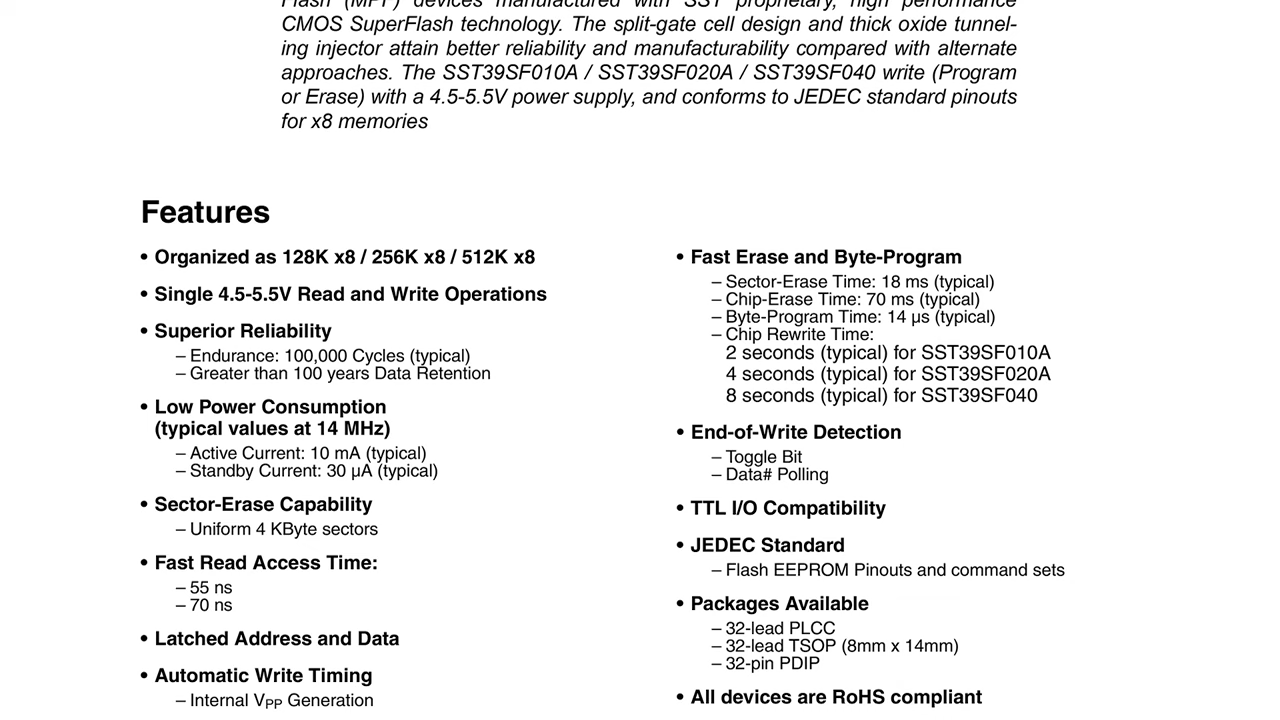 Flash (MPF) devices manufactured with SST proprietary, high performance
CMOS SuperFlash technology. The split-gate cell design and thick oxide tunnel-
ing injector attain better reliability and manufacturability compared with alternate
approaches. The SST39SF010A / SST39SF020A / SST39SF040 write (Program
or Erase) with a 4.5-5.5V power supply, and conforms to JEDEC standard pinouts
for x8 memories
Features
• Organized as 128K x8 / 256K x8 / 512K x8
• Single 4.5-5.5V Read and Write Operations
• Superior Reliability
– Endurance: 100,000 Cycles (typical)
– Greater than 100 years Data Retention
• Low Power Consumption
(typical values at 14 MHz)
– Active Current: 10 mA (typical)
– Standby Current: 30 µA (typical)
• Sector-Erase Capability
– Uniform 4 KByte sectors
• Fast Read Access Time:
– 55 ns
– 70 ns
• Latched Address and Data
• Automatic Write Timing
– Internal VPP Generation
• Fast Erase and Byte-Program
– Sector-Erase Time: 18 ms (typical)
– Chip-Erase Time: 70 ms (typical)
– Byte-Program Time: 14 µs (typical)
– Chip Rewrite Time:
2 seconds (typical) for SST39SF010A
4 seconds (typical) for SST39SF020A
8 seconds (typical) for SST39SF040
• End-of-Write Detection
– Toggle Bit
– Data# Polling
• TTL I/O Compatibility
• JEDEC Standard
– Flash EEPROM Pinouts and command sets
• Packages Available
– 32-lead PLCC
– 32-lead TSOP (8mm x 14mm)
– 32-pin PDIP
• All devices are RoHS compliant